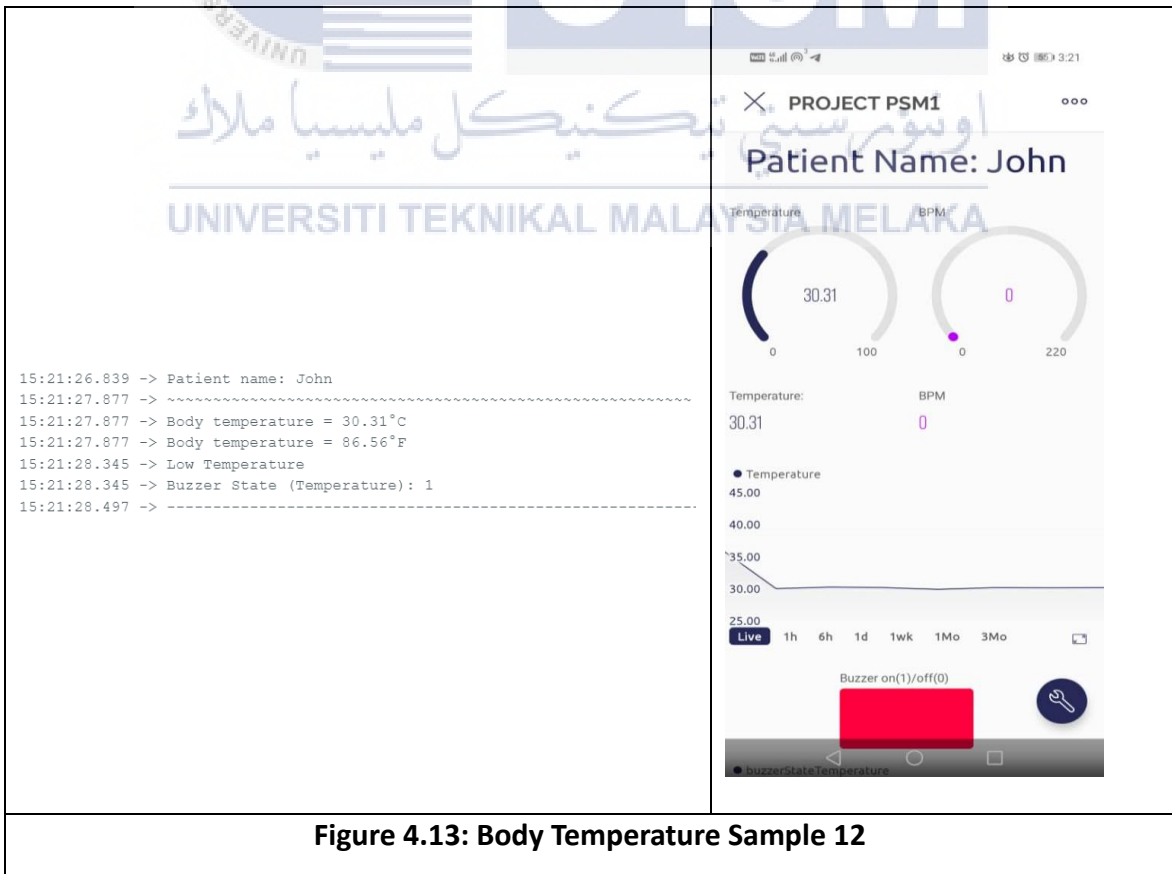 اونيۏرسيتي تيكنيكل مليسيا ملاك
UNIVERSITI TEKNIKAL MALAYSIA MELAKA
15:21:26.839 -> Patient name: John
15:21:27.877 -> ~~~~~~~~~~~~~~~~~~~~~~~~~~~~~~~~~~~~~~~~~~~~~~~~~~~~~~~~~
15:21:27.877 -> Body temperature = 30.31°C
15:21:27.877 -> Body temperature = 86.56°F
15:21:28.345 -> Low Temperature
15:21:28.345 -> Buzzer State (Temperature): 1
15:21:28.497 -> ----------------------------------------------------------
3:21
PROJECT PSM1
Patient Name: John
Temperature BPM
30.31 0
0 100 0 220
Temperature: BPM
30.31 0
Temperature
45.00
40.00
35.00
30.00
25.00
Live 1h 6h 1d 1wk 1Mo 3Mo
Buzzer on(1)/off(0)
buzzerStateTemperature
Figure 4.13: Body Temperature Sample 12